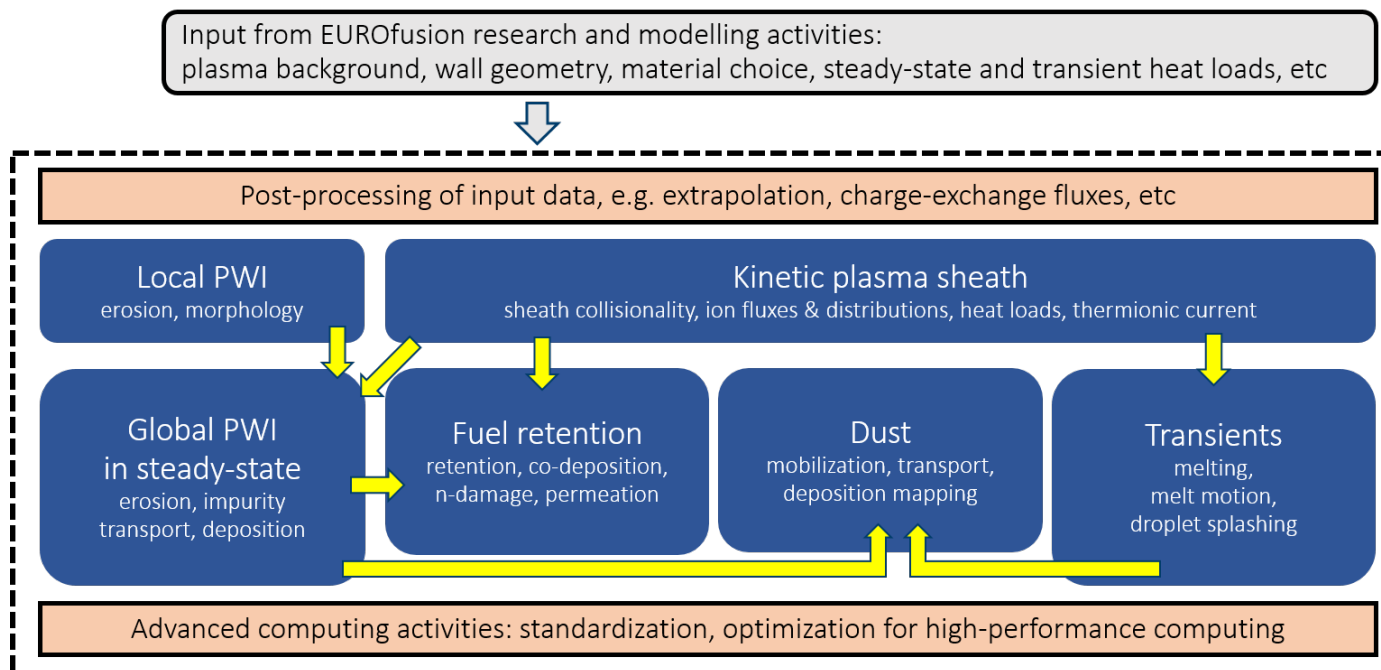 Input from EUROfusion research and modelling activities:
plasma background, wall geometry, material choice, steady-state and transient heat loads, etc
Post-processing of input data, e.g. extrapolation, charge-exchange fluxes, etc
Local PWI
erosion, morphology
Kinetic plasma sheath
sheath collisionality, ion fluxes & distributions, heat loads, thermionic current
Global PWI
in steady-state
erosion, impurity
transport, deposition
Fuel retention
retention, co-deposition,
n-damage, permeation
Dust
mobilization, transport,
deposition mapping
Transients
melting,
melt motion,
droplet splashing
Advanced computing activities: standardization, optimization for high-performance computing